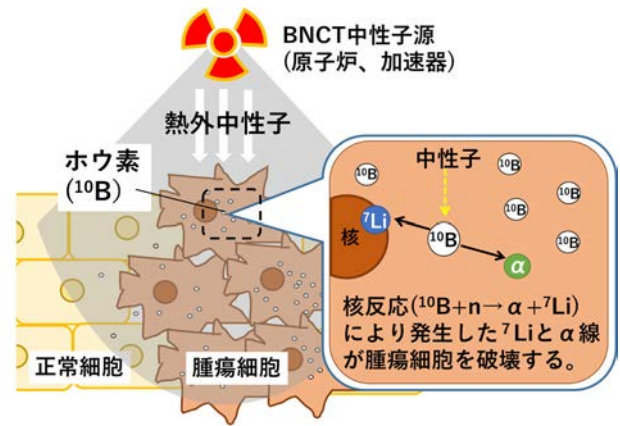 BNCT中性子源
(原子炉、加速器)
熱外中性子
ホウ素
(¹⁰B)
中性子
¹⁰B
¹⁰B
¹⁰B
¹⁰B
¹⁰B
⁷Li
核
¹⁰B
α
核反応(¹⁰B+n→α+⁷Li)
により発生した⁷Liとα線
が腫瘍細胞を破壊する。
正常細胞
腫瘍細胞